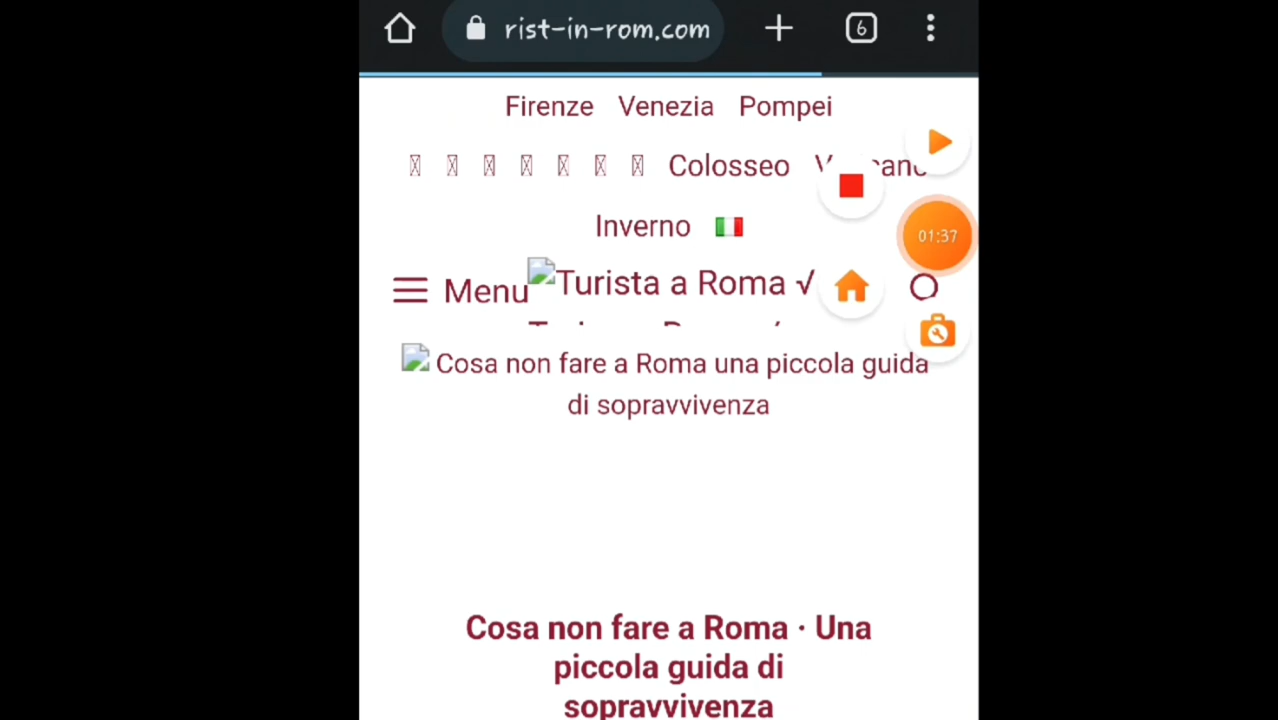 rist-in-rom.com
6
Firenze Venezia Pompei
Colosseo
Inverno
01:37
Menu
Turista a Roma √
Cosa non fare a Roma una piccola guida
di sopravvivenza
Cosa non fare a Roma · Una
piccola guida di
sopravvivenza